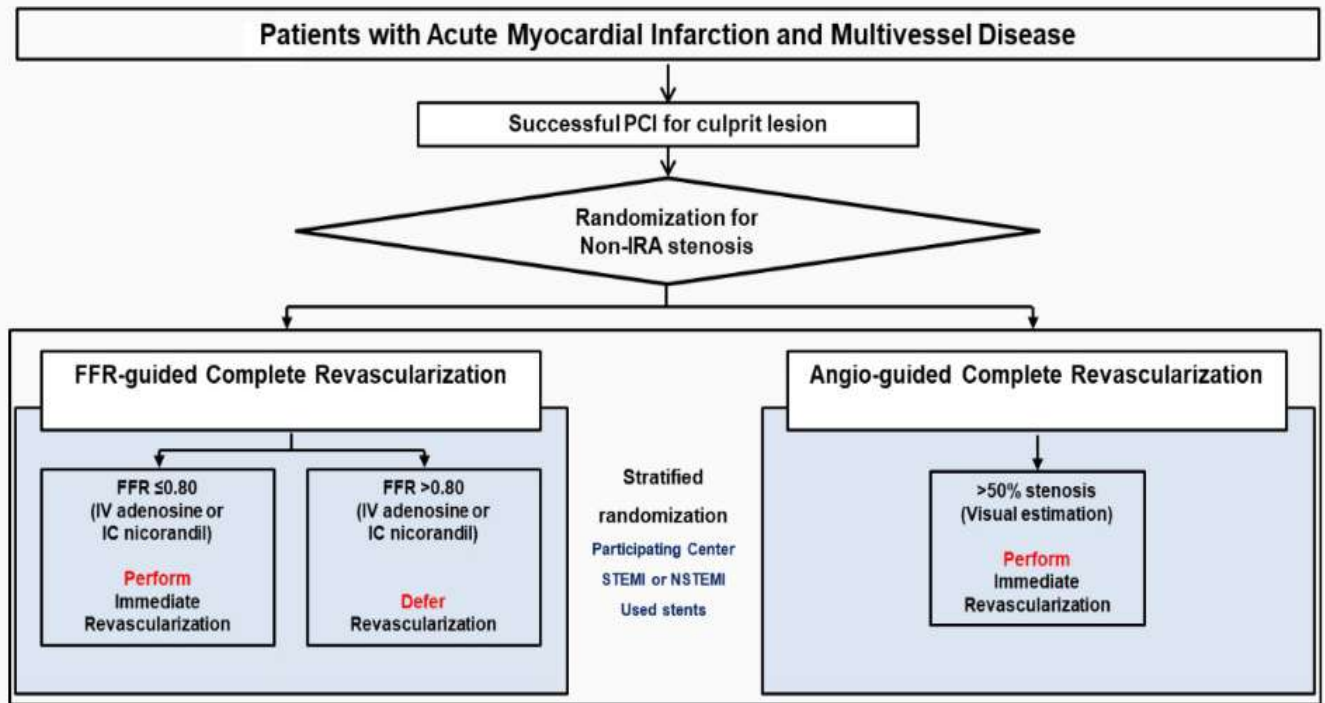 Patients with Acute Myocardial Infarction and Multivessel Disease
Successful PCI for culprit lesion
Randomization for
Non-IRA stenosis
FFR-guided Complete Revascularization
FFR ≤0.80
(IV adenosine or
IC nicorandil)
Perform
Immediate
Revascularization
FFR >0.80
(IV adenosine or
IC nicorandil)
Defer
Revascularization
Stratified
randomization
Participating Center
STEMI or NSTEMI
Used stents
Angio-guided Complete Revascularization
>50% stenosis
(Visual estimation)
Perform
Immediate
Revascularization